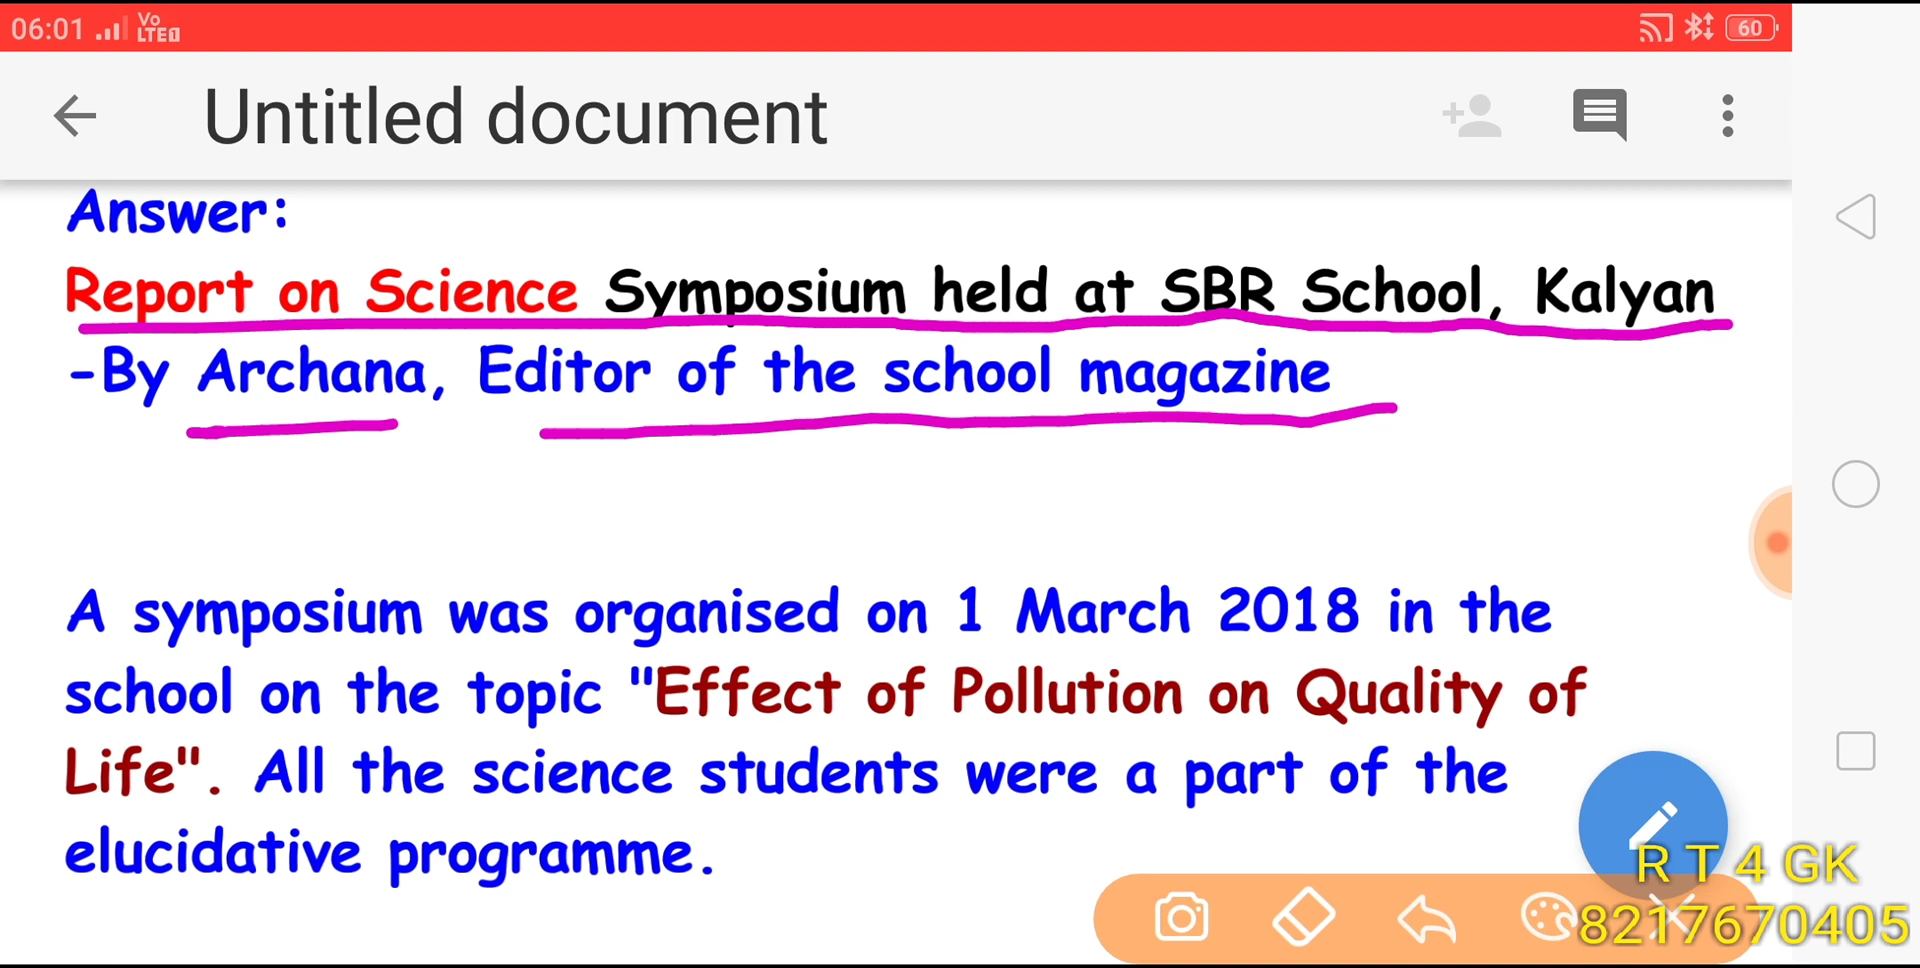 06:01 Vo LTE1 60
Untitled document
Answer:
Report on Science Symposium held at SBR School, Kalyan
-By Archana, Editor of the school magazine
A symposium was organised on 1 March 2018 in the
school on the topic "Effect of Pollution on Quality of
Life". All the science students were a part of the
elucidative programme.
R T 4 GK
8217670405